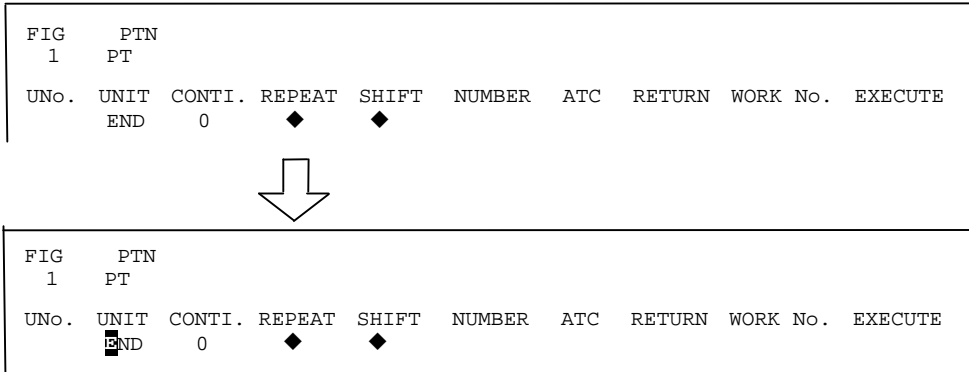 FIG PTN
1 PT
UNo. UNIT CONTI. REPEAT SHIFT NUMBER ATC RETURN WORK No. EXECUTE
END 0 ◆ ◆
FIG PTN
1 PT
UNo. UNIT CONTI. REPEAT SHIFT NUMBER ATC RETURN WORK No. EXECUTE
END 0 ◆ ◆